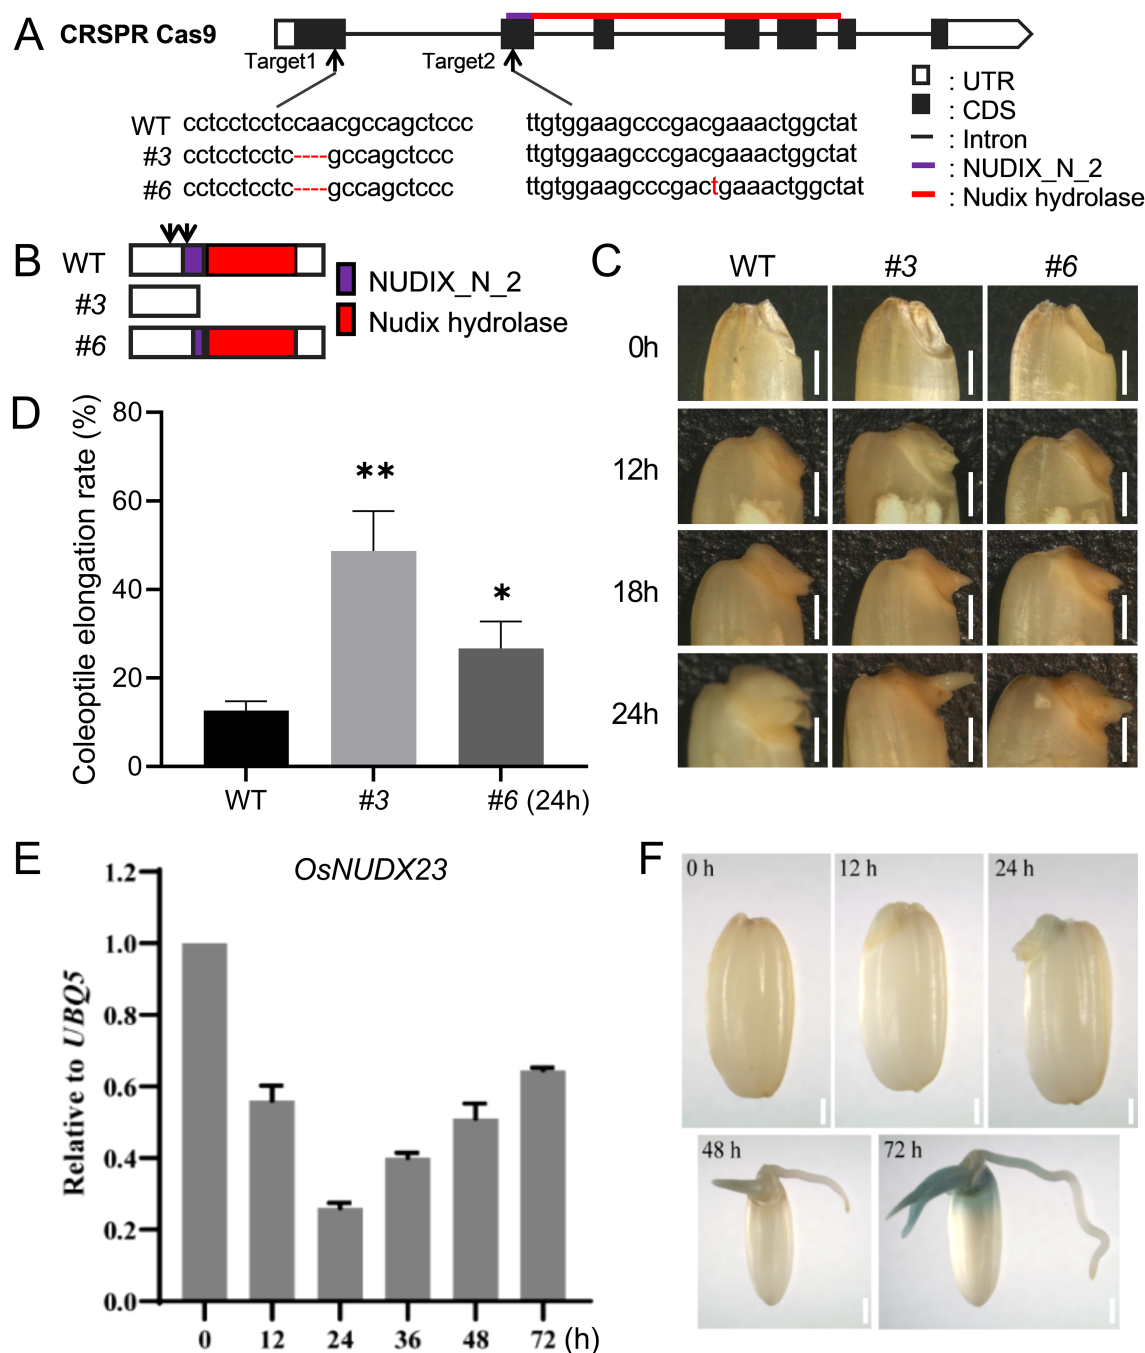 A CRSPR Cas9
Target1
Target2
WT cctcctcctccaacgccagctccc ttgtggaagcccgacgaaactggctat
#3 cctcctcctc----gccagctccc ttgtggaagcccgacgaaactggctat
#6 cctcctcctc----gccagctccc ttgtggaagcccgactgaaactggctat
: UTR
: CDS
: Intron
: NUDIX_N_2
: Nudix hydrolase
B
WT
#3
#6
NUDIX_N_2
Nudix hydrolase
C
WT #3 #6
0h
12h
18h
24h
D
Coleoptile elongation rate (%)
80
60
40
20
0
**
*
WT #3 #6 (24h)
E
OsNUDX23
Relative to UBQ5
1.2
1.0
0.8
0.6
0.4
0.2
0.0
0 12 24 36 48 72 (h)
F
0 h 12 h 24 h
48 h 72 h